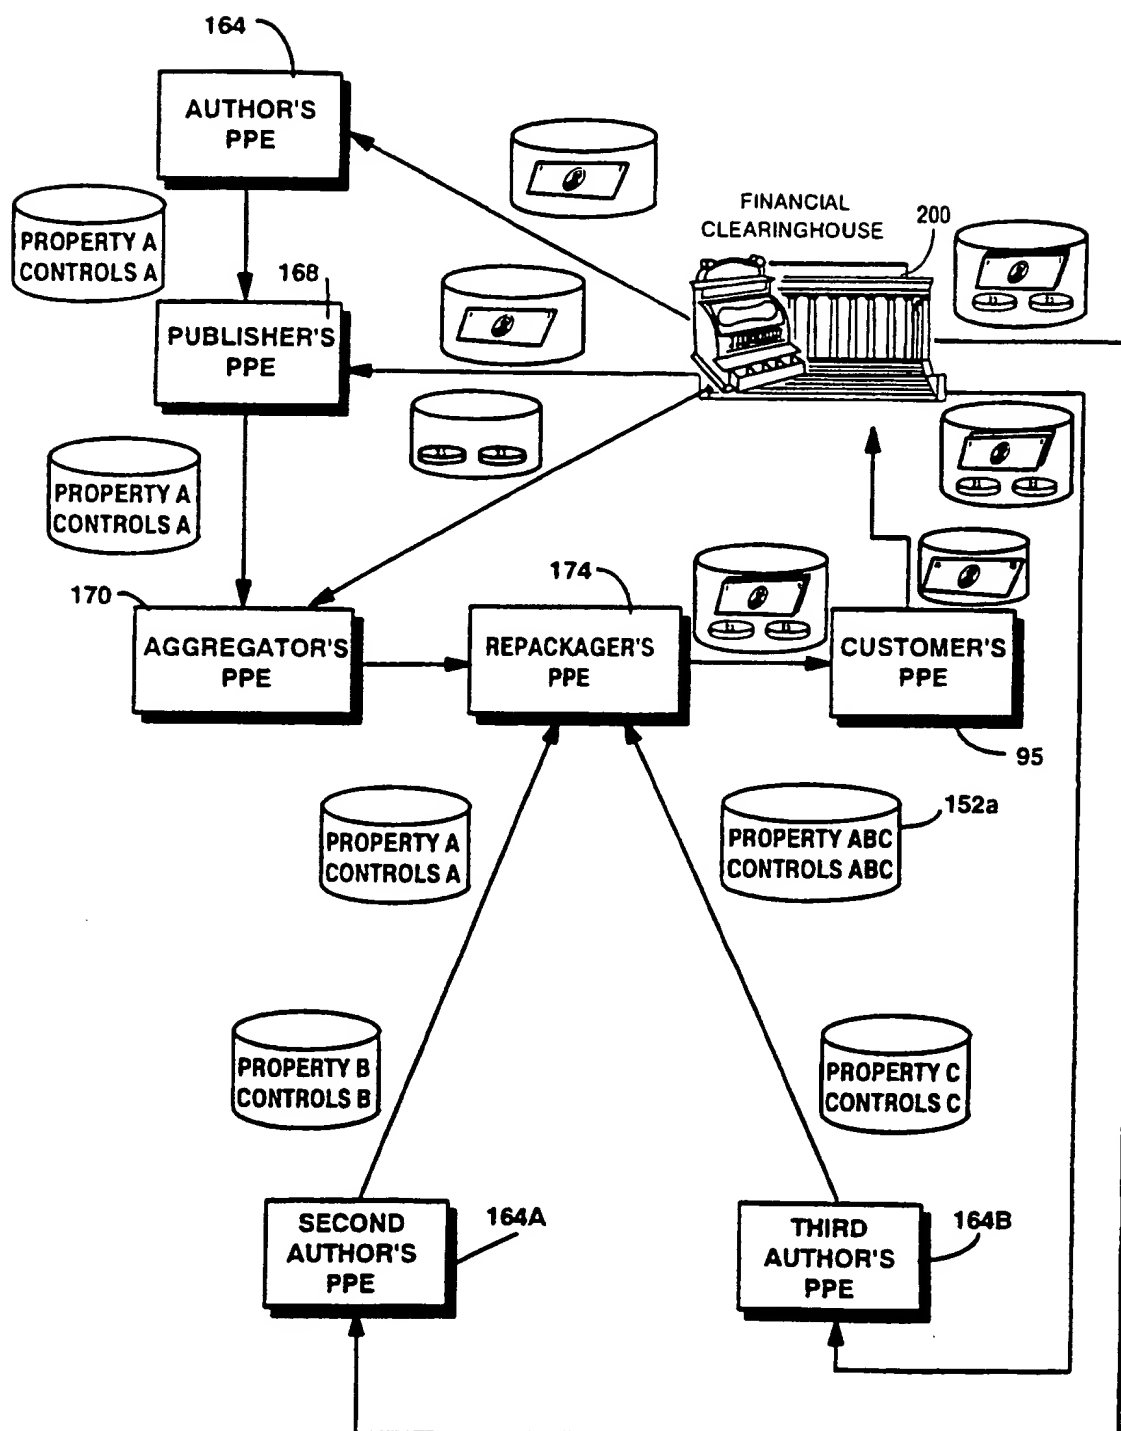 164
AUTHOR'S
PPE
PROPERTY A
CONTROLS A
168
PUBLISHER'S
PPE
FINANCIAL
CLEARINGHOUSE
200
PROPERTY A
CONTROLS A
170
AGGREGATOR'S
PPE
174
REPACKAGER'S
PPE
CUSTOMER'S
PPE
95
PROPERTY A
CONTROLS A
PROPERTY ABC
CONTROLS ABC
152a
PROPERTY B
CONTROLS B
PROPERTY C
CONTROLS C
SECOND
AUTHOR'S
PPE
164A
THIRD
AUTHOR'S
PPE
164B